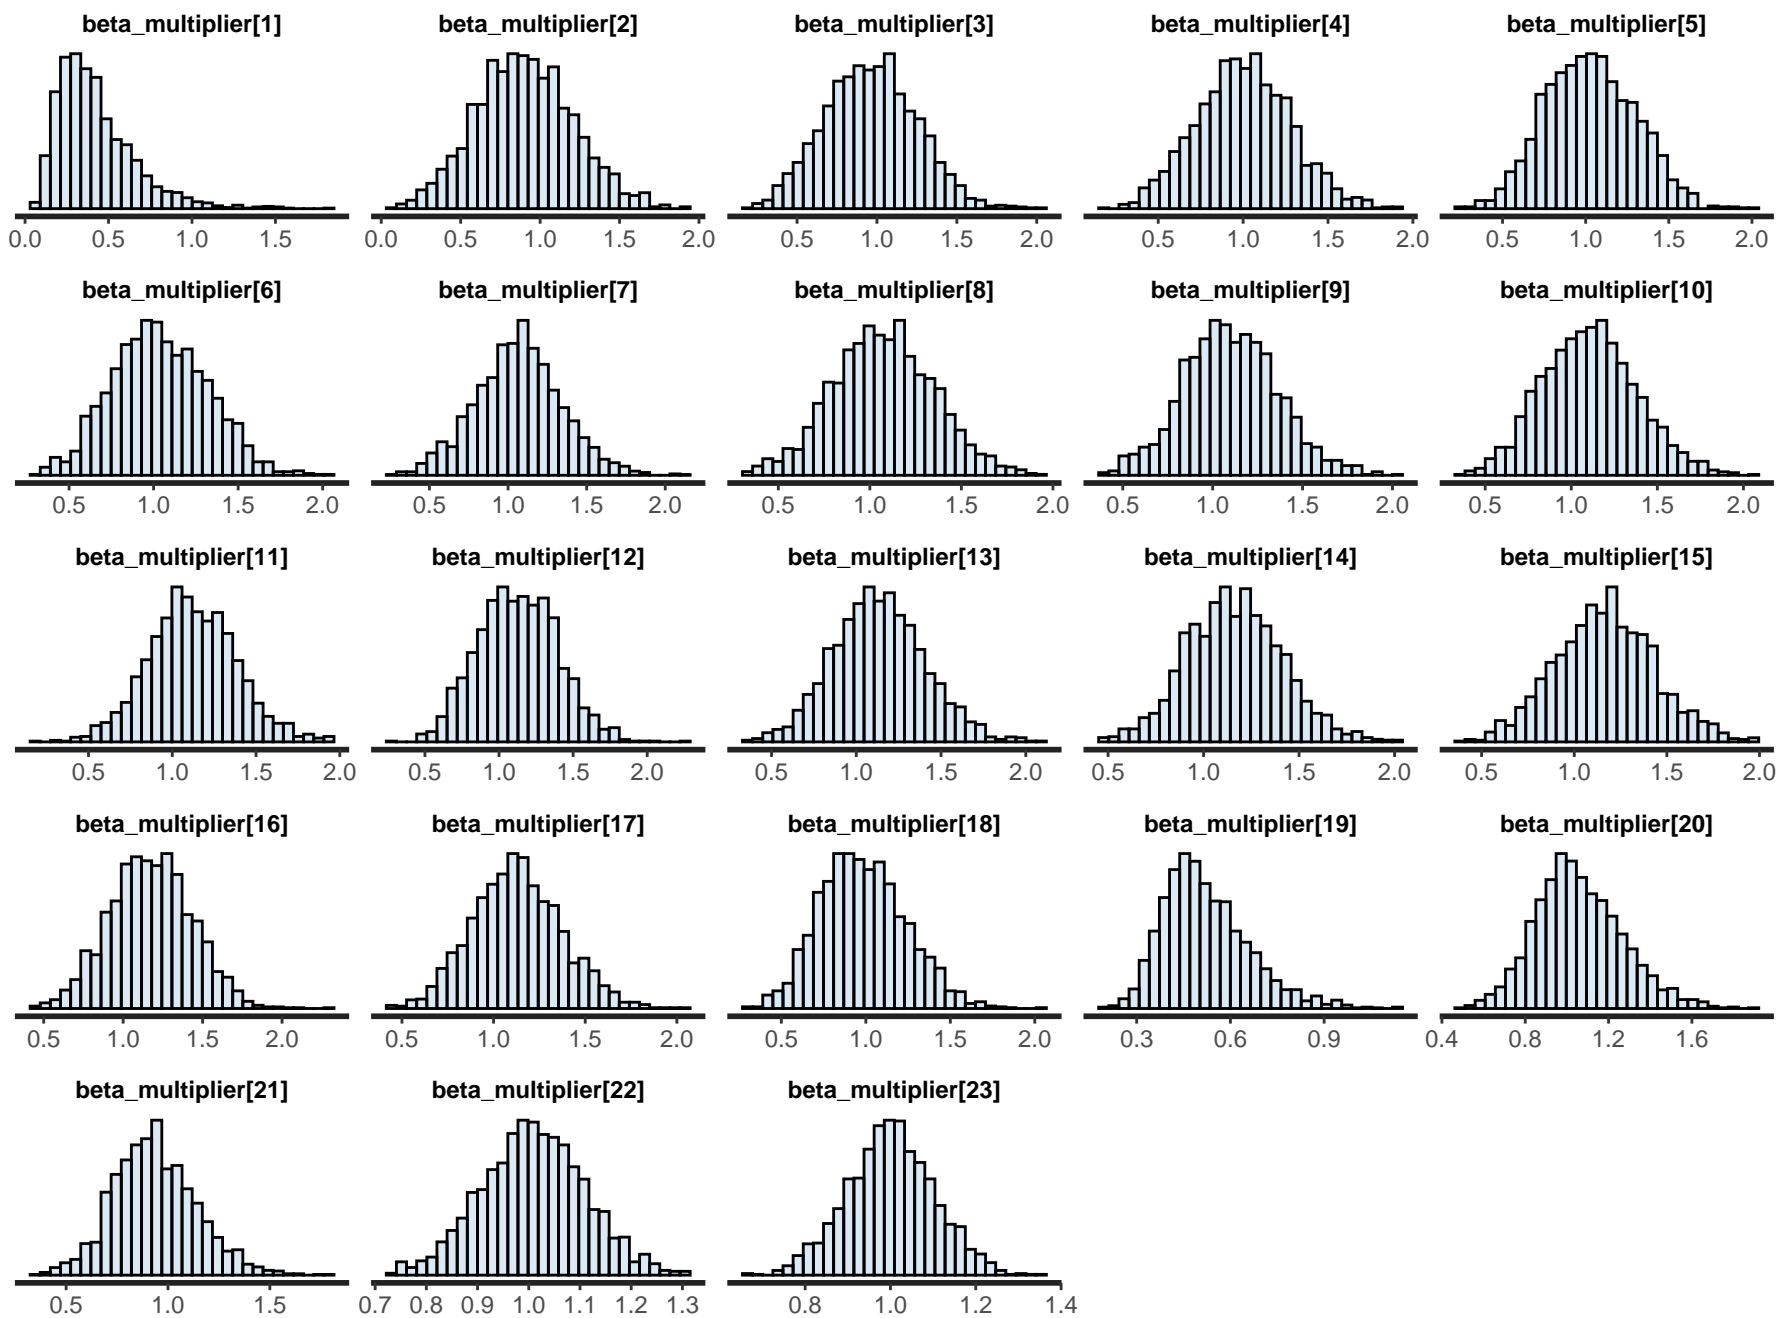 beta_multiplier[1] beta_multiplier[2] beta_multiplier[3] beta_multiplier[4] beta_multiplier[5]
0.0 0.5 1.0 1.5 0.0 0.5 1.0 1.5 2.0 0.5 1.0 1.5 2.0 0.5 1.0 1.5 2.0 0.5 1.0 1.5 2.0
beta_multiplier[6] beta_multiplier[7] beta_multiplier[8] beta_multiplier[9] beta_multiplier[10]
0.5 1.0 1.5 2.0 0.5 1.0 1.5 2.0 0.5 1.0 1.5 2.0 0.5 1.0 1.5 2.0 0.5 1.0 1.5 2.0
beta_multiplier[11] beta_multiplier[12] beta_multiplier[13] beta_multiplier[14] beta_multiplier[15]
0.5 1.0 1.5 2.0 0.5 1.0 1.5 2.0 0.5 1.0 1.5 2.0 0.5 1.0 1.5 2.0 0.5 1.0 1.5 2.0
beta_multiplier[16] beta_multiplier[17] beta_multiplier[18] beta_multiplier[19] beta_multiplier[20]
0.5 1.0 1.5 2.0 0.5 1.0 1.5 2.0 0.5 1.0 1.5 2.0 0.3 0.6 0.9 0.4 0.8 1.2 1.6
beta_multiplier[21] beta_multiplier[22] beta_multiplier[23]
0.5 1.0 1.5 0.7 0.8 0.9 1.0 1.1 1.2 1.3 0.8 1.0 1.2 1.4